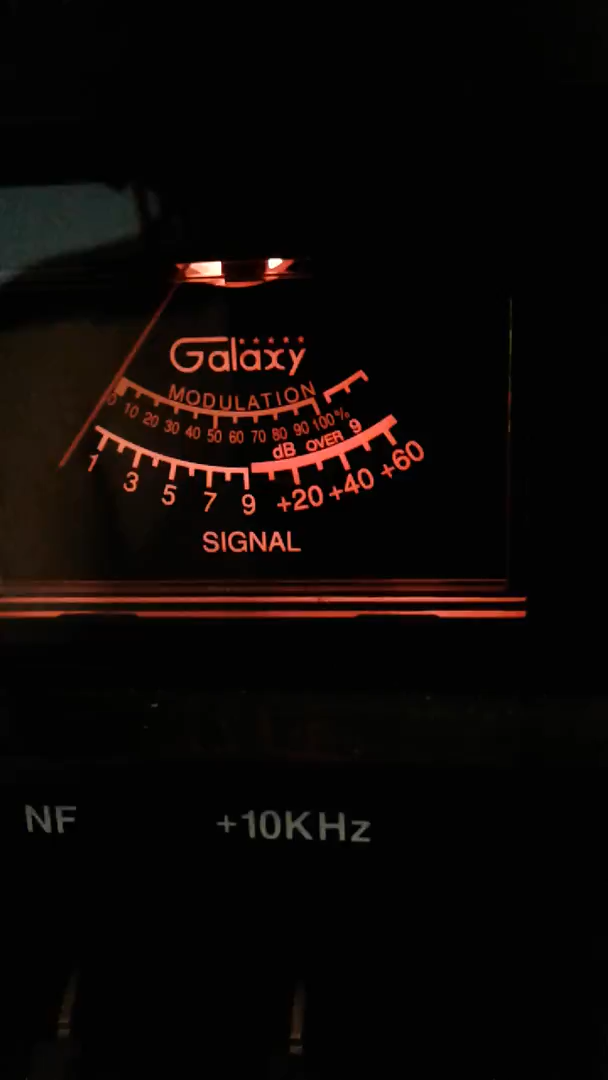 Galaxy
MODULATION
0 10 20 30 40 50 60 70 80 90 100%
dB OVER 9
1 3 5 7 9 +20 +40 +60
SIGNAL
NF +10KHz